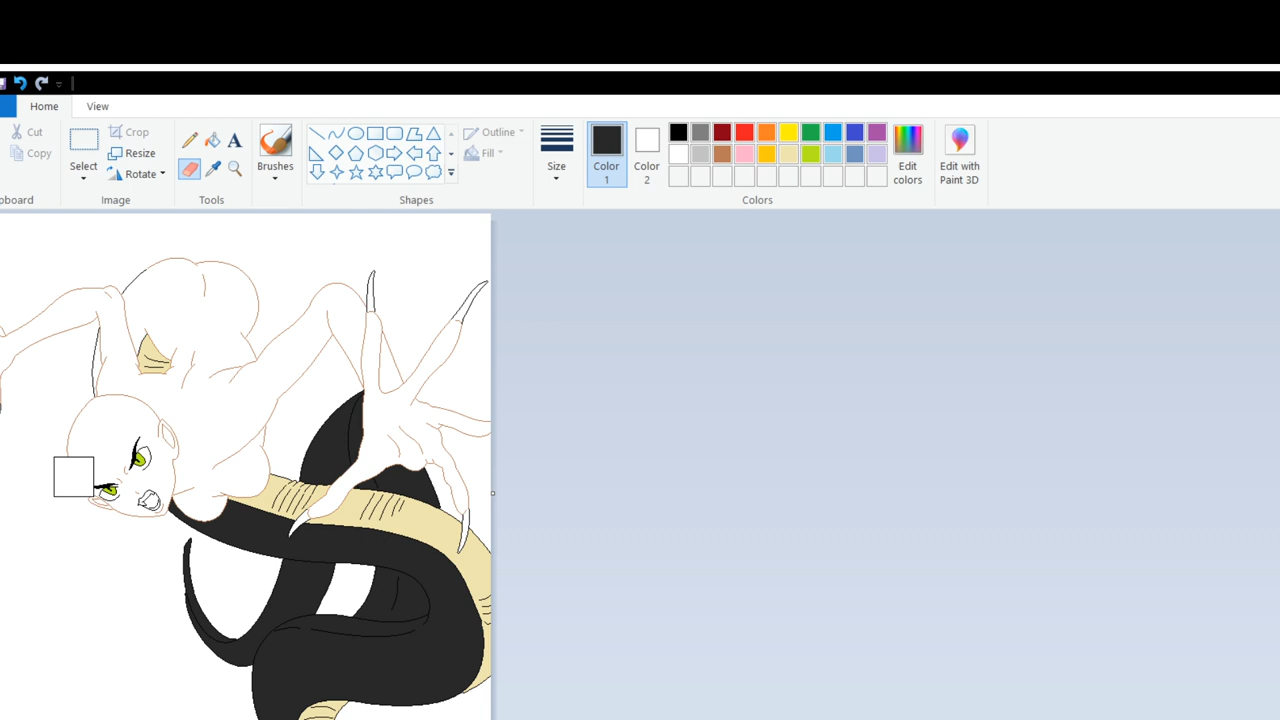 Home View
Cut
Copy
Select
Crop
Resize
Rotate
A
Brushes
Outline
Fill
Size
Color 1
Color 2
Edit colors
Edit with Paint 3D
pboard Image Tools Shapes Colors